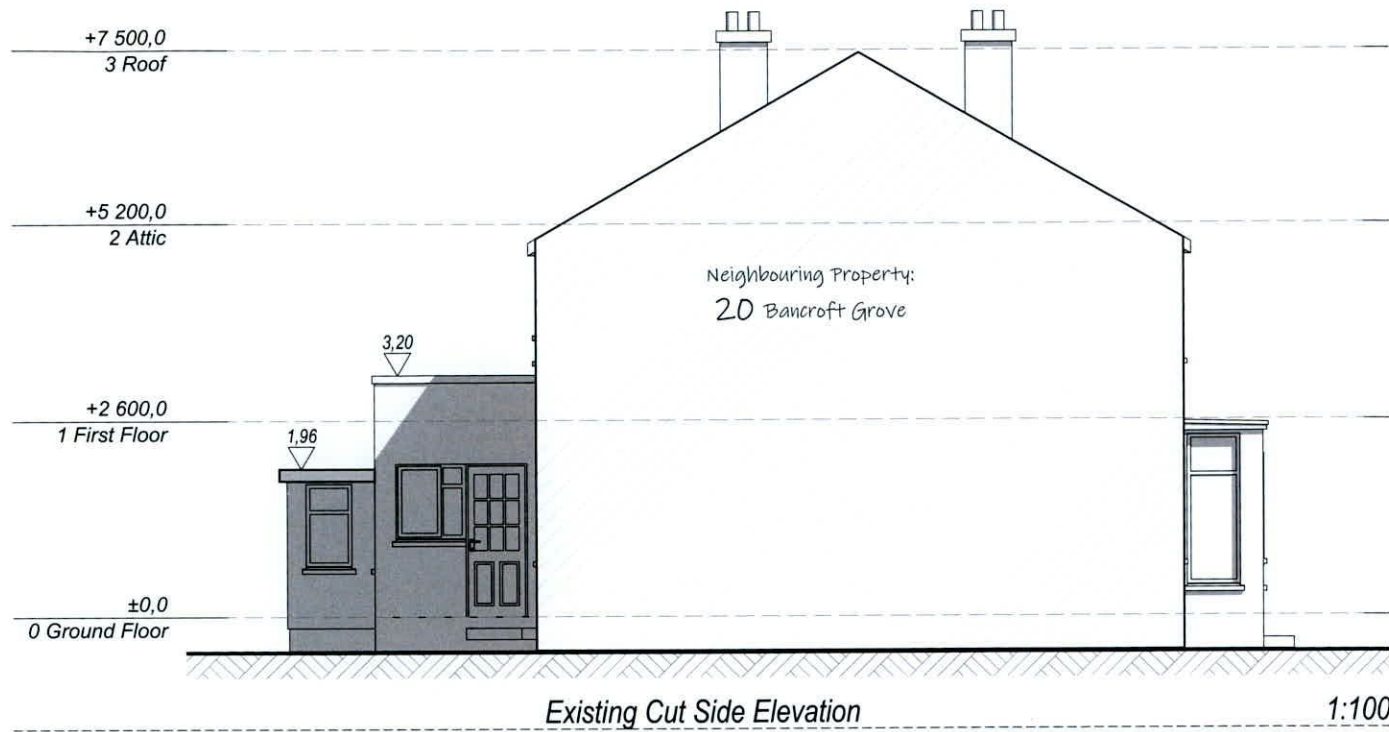 +7 500,0
3 Roof
+5 200,0
2 Attic
Neighbouring Property:
20 Bancroft Grove
3,20
+2 600,0
1 First Floor
1,96
±0,0
0 Ground Floor
Existing Cut Side Elevation 1:100